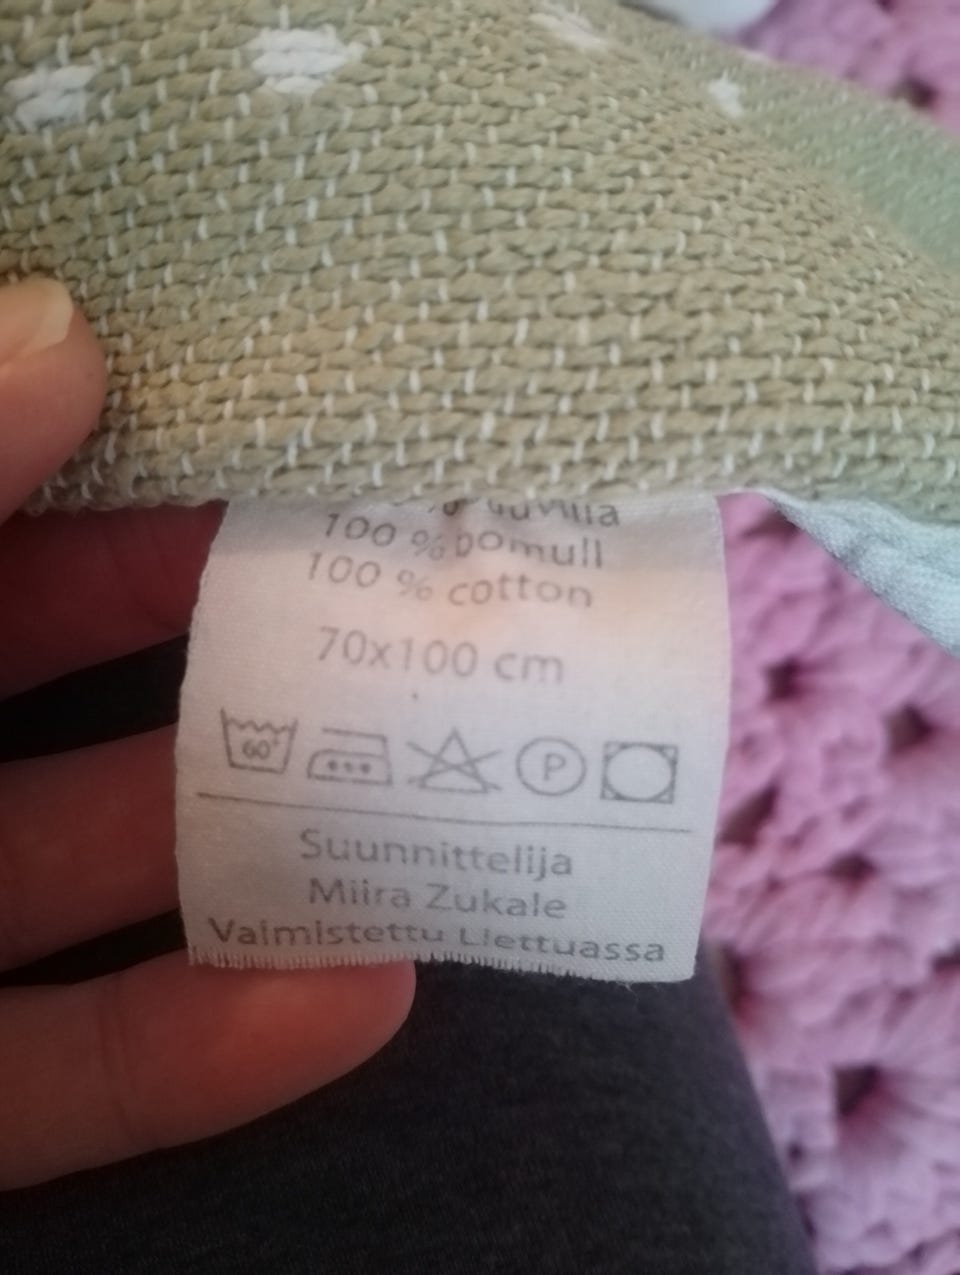 100 % bomull
100 % cotton
70x100 cm
60° P
Suunnittelija
Miira Zukale
Valmistettu Liettuassa